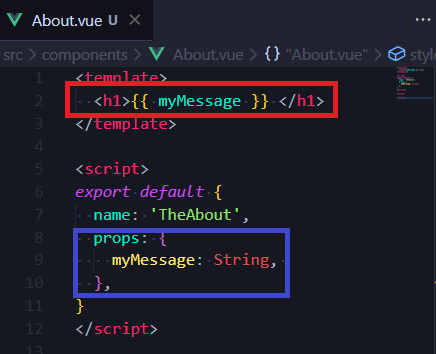 About.vue U ×
src > components > About.vue > {} "About.vue" > style
1 <template>
2 <h1>{{ myMessage }} </h1>
3 </template>
4
5 <script>
6 export default {
7 name: 'TheAbout',
8 props: {
9 myMessage: String,
10 },
11 }
12 </script>
13